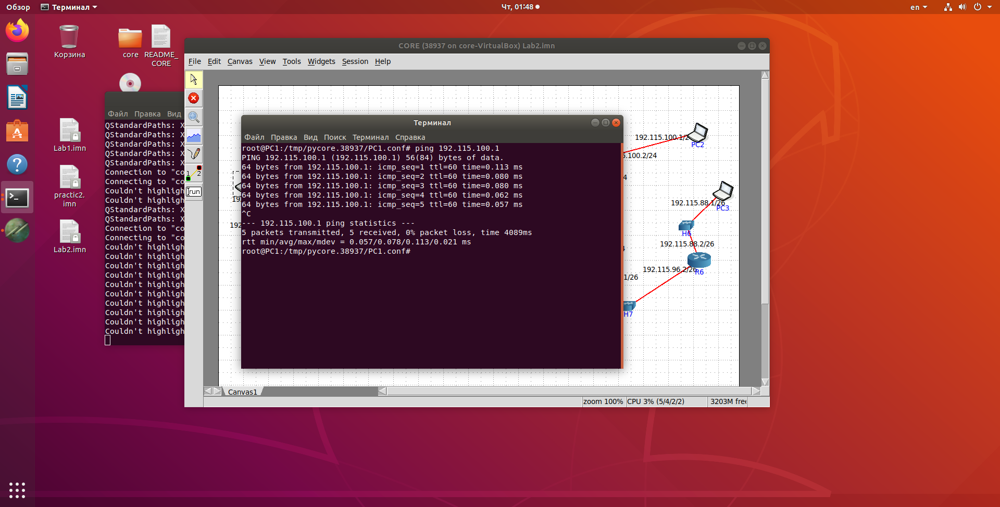 Обзор
Терминал
Чт, 01:48
en
Корзина
core
README_
CORE
Lab1.imn
practic2.
imn
Lab2.imn
Файл Правка Вид
QStandardPaths: X
QStandardPaths: X
QStandardPaths: X
QStandardPaths: X
QStandardPaths: X
Connection to "co
Connecting to "co
Couldn't highligh
Couldn't highligh
QStandardPaths: X
QStandardPaths: X
Connection to "co
Connecting to "co
Couldn't highligh
Couldn't highligh
Couldn't highligh
Couldn't highligh
Couldn't highligh
Couldn't highligh
Couldn't highligh
Couldn't highligh
Couldn't highligh
Couldn't highligh
CORE (38937 on core-VirtualBox) Lab2.imn
File Edit Canvas View Tools Widgets Session Help
1 2
run
Терминал
Файл Правка Вид Поиск Терминал Справка
root@PC1:/tmp/pycore.38937/PC1.conf# ping 192.115.100.1
PING 192.115.100.1 (192.115.100.1) 56(84) bytes of data.
64 bytes from 192.115.100.1: icmp_seq=1 ttl=60 time=0.113 ms
64 bytes from 192.115.100.1: icmp_seq=2 ttl=60 time=0.080 ms
64 bytes from 192.115.100.1: icmp_seq=3 ttl=60 time=0.080 ms
64 bytes from 192.115.100.1: icmp_seq=4 ttl=60 time=0.062 ms
64 bytes from 192.115.100.1: icmp_seq=5 ttl=60 time=0.057 ms
^C
--- 192.115.100.1 ping statistics ---
5 packets transmitted, 5 received, 0% packet loss, time 4089ms
rtt min/avg/max/mdev = 0.057/0.078/0.113/0.021 ms
root@PC1:/tmp/pycore.38937/PC1.conf#
19
192
192.115.100.1/2
PC2
.100.2/24
4
192.115.88.1/26
PC3
H6
192.115.88.2/26
192.115.96.2/26
R6
1/26
H7
Canvas1
zoom 100% CPU 3% (5/4/2/2) 3203M free